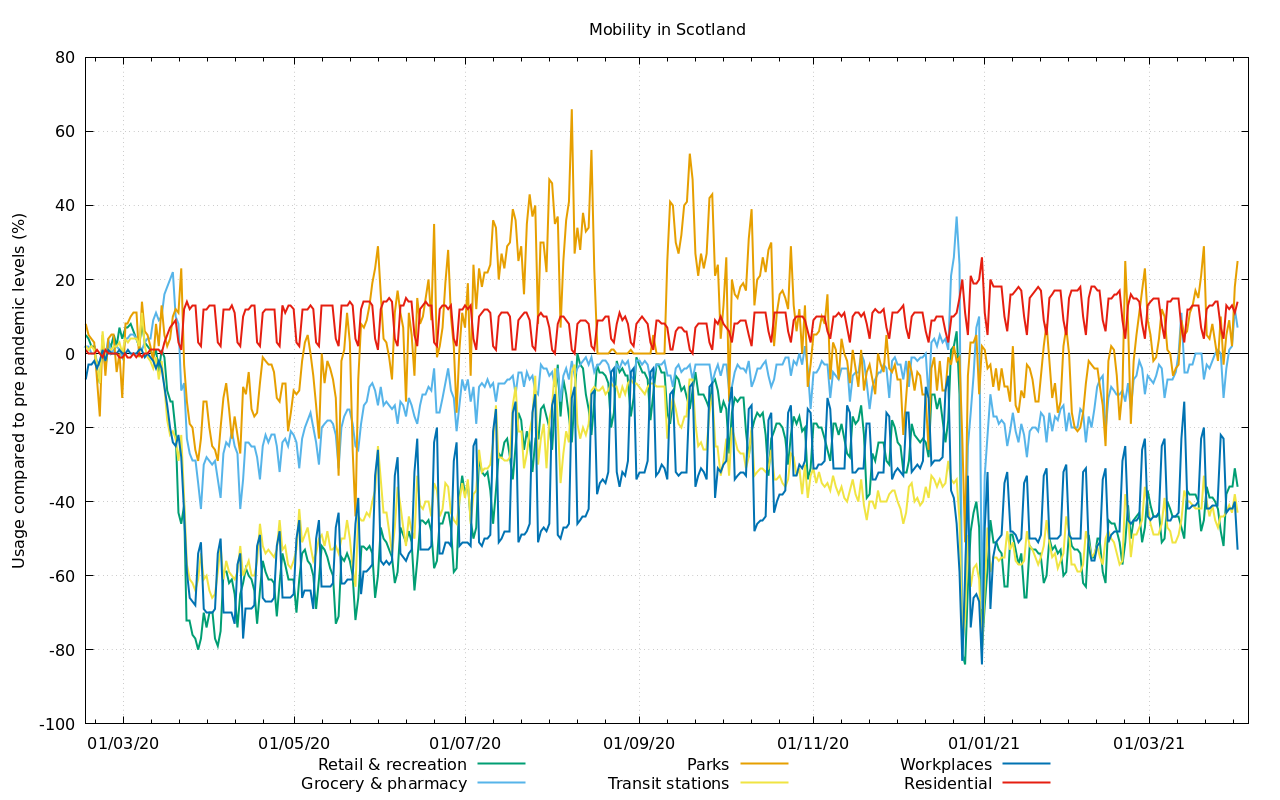 Mobility in Scotland
Usage compared to pre pandemic levels (%)
80
60
40
20
0
-20
-40
-60
-80
-100
01/03/20 01/05/20 01/07/20 01/09/20 01/11/20 01/01/21 01/03/21
Retail & recreation Parks Workplaces
Grocery & pharmacy Transit stations Residential